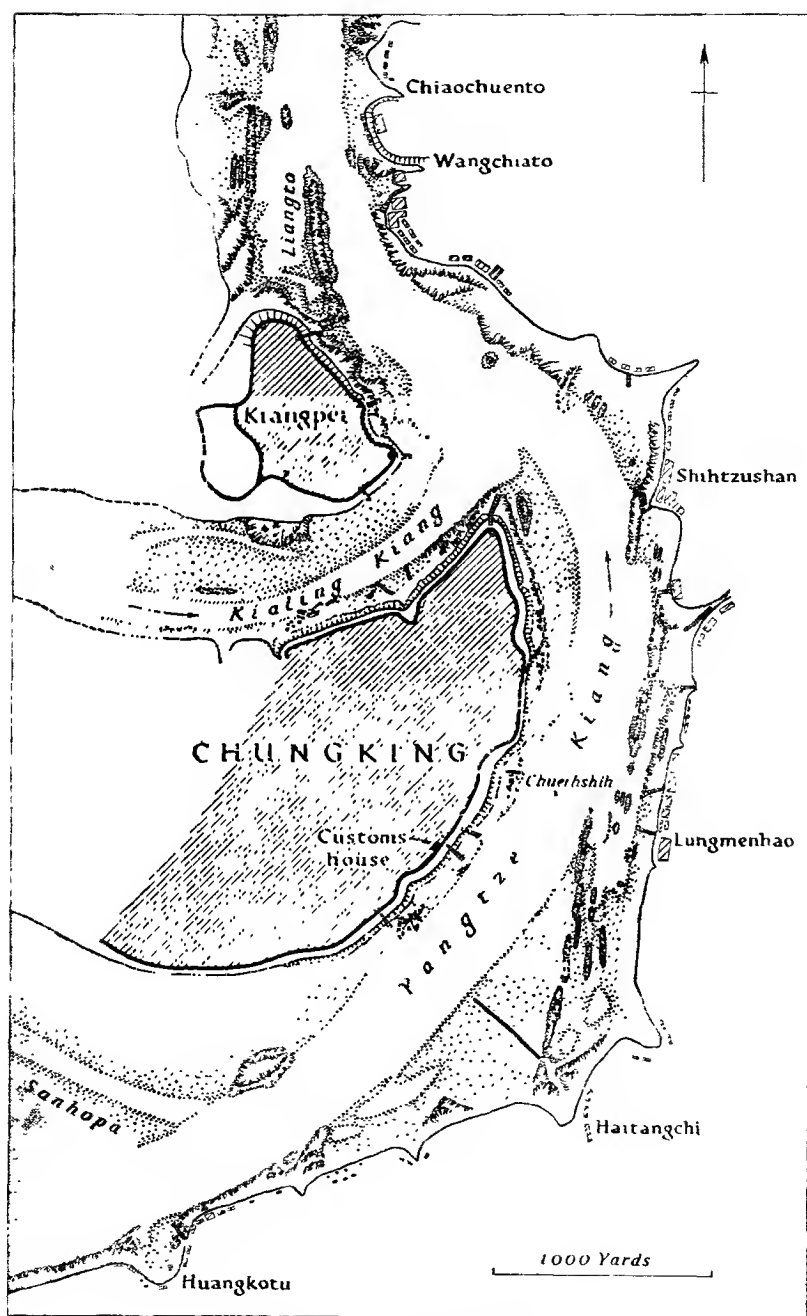 Chiaochuento
Wangchiato
Liangto
Kiangpei
Shihtzushan
Kialing Kiang
CHUNGKING
Chuerhshih
Customs
house
Lungmenhao
Yangtze Kiang
Sanhopa
Haitangchi
1000 Yards
Huangkotu